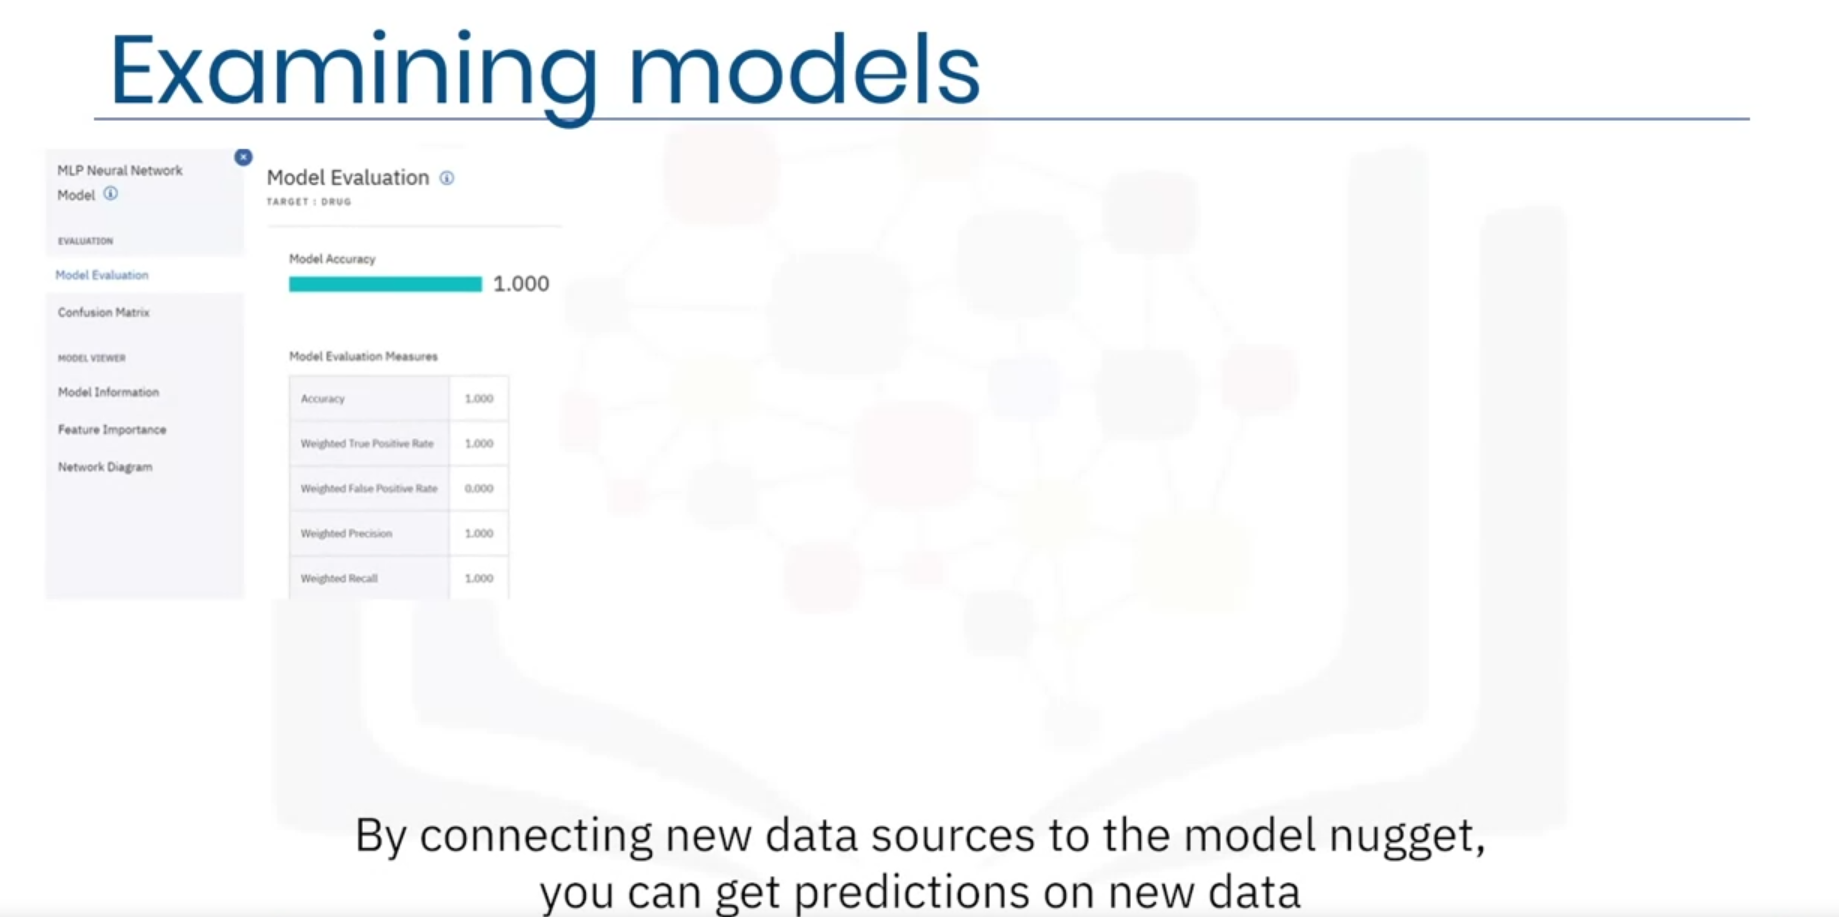 Examining models
MLP Neural Network
Model
EVALUATION
Model Evaluation
Confusion Matrix
MODEL VIEWER
Model Information
Feature Importance
Network Diagram
Model Evaluation
TARGET : DRUG
Model Accuracy
1.000
Model Evaluation Measures
Accuracy 1.000
Weighted True Positive Rate 1.000
Weighted False Positive Rate 0.000
Weighted Precision 1.000
Weighted Recall 1.000
By connecting new data sources to the model nugget,
you can get predictions on new data